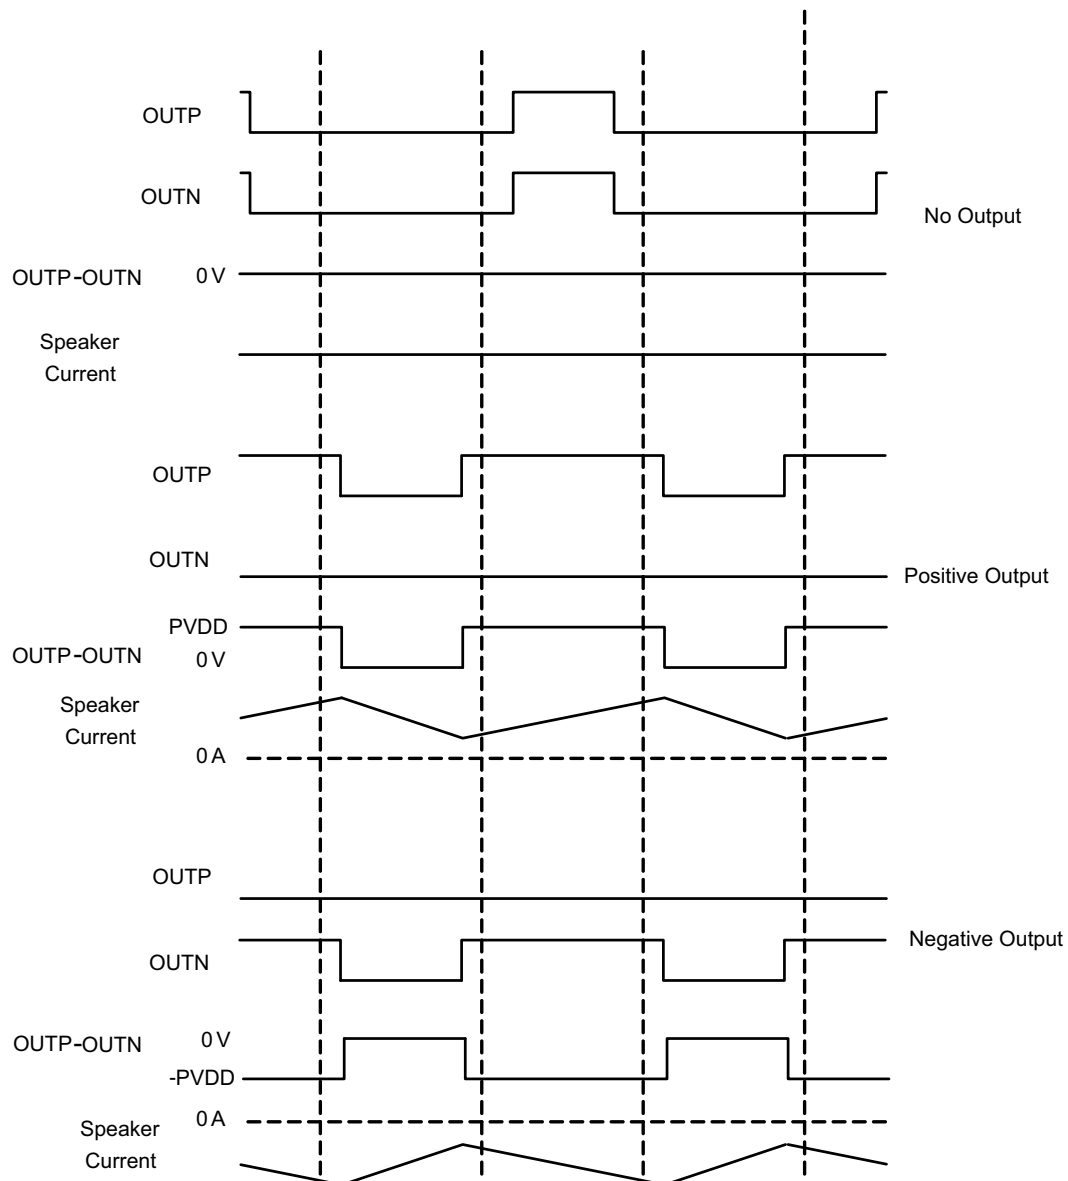 OUTP
OUTN
No Output
OUTP-OUTN 0 V
Speaker
Current
OUTP
OUTN
Positive Output
PVDD
OUTP-OUTN 0 V
Speaker
Current
0 A
OUTP
Negative Output
OUTN
OUTP-OUTN 0 V
-PVDD
0 A
Speaker
Current